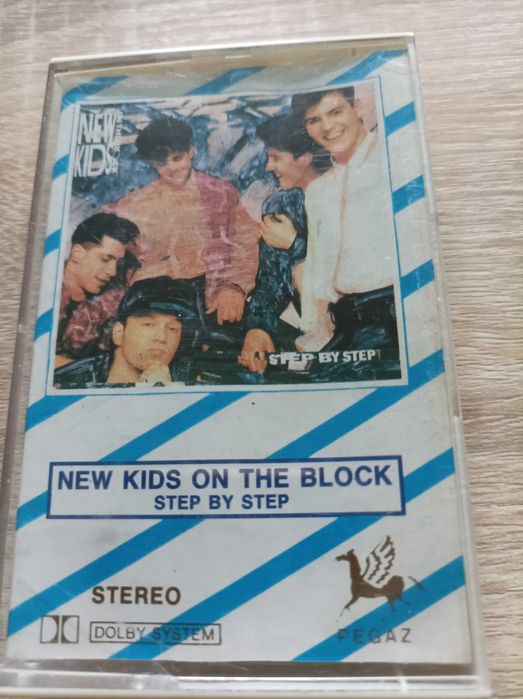 NEW
KIDS
STEP BY STEP
NEW KIDS ON THE BLOCK
STEP BY STEP
STEREO
DOLBY SYSTEM
PEGAZ